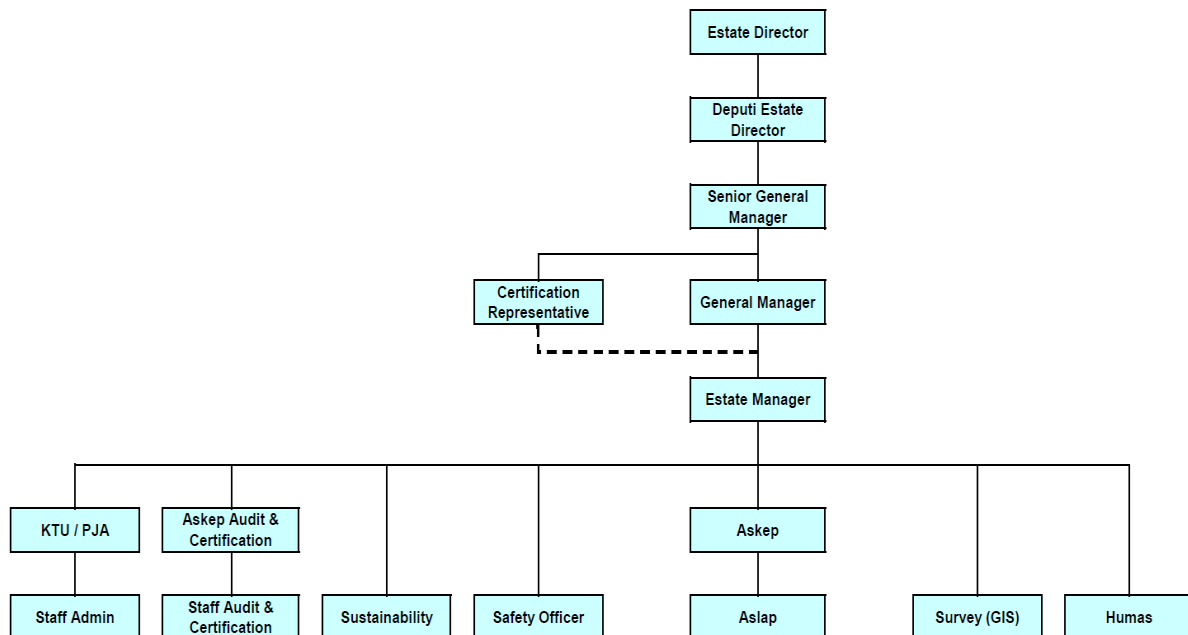 Estate Director
Deputi Estate
Director
Senior General
Manager
Certification
Representative
General Manager
Estate Manager
KTU / PJA
Askep Audit &
Certification
Askep
Staff Admin
Staff Audit &
Certification
Sustainability
Safety Officer
Aslap
Survey (GIS)
Humas